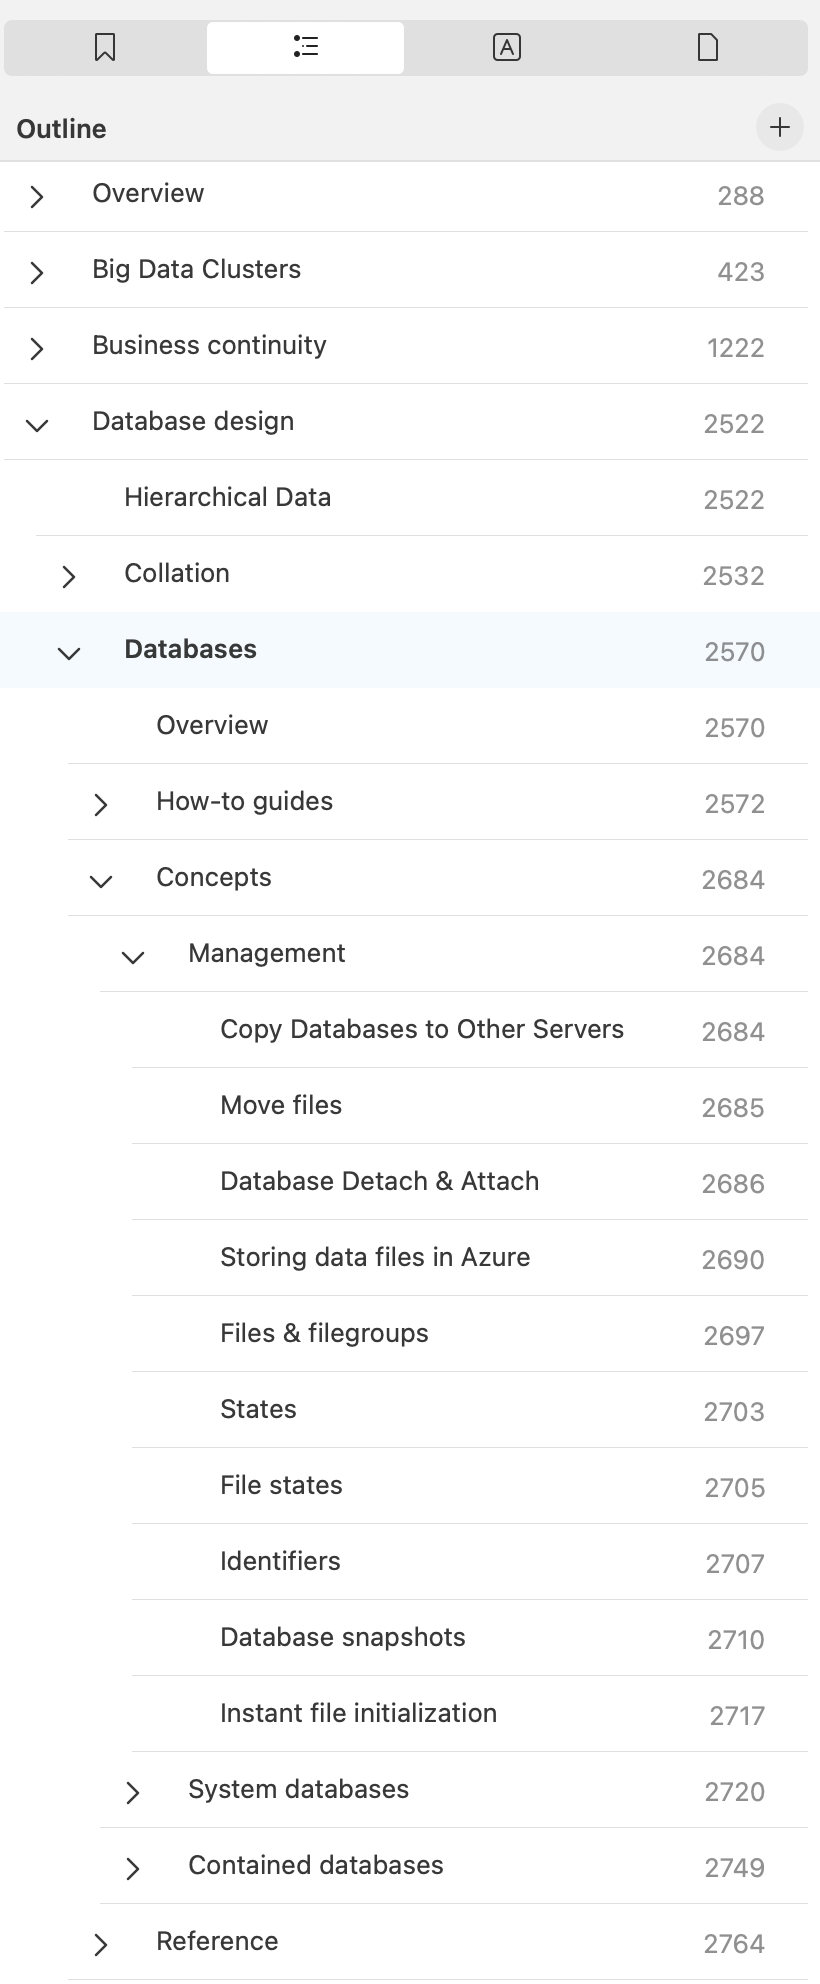 A
Outline
Overview 288
Big Data Clusters 423
Business continuity 1222
Database design 2522
Hierarchical Data 2522
Collation 2532
Databases 2570
Overview 2570
How-to guides 2572
Concepts 2684
Management 2684
Copy Databases to Other Servers 2684
Move files 2685
Database Detach & Attach 2686
Storing data files in Azure 2690
Files & filegroups 2697
States 2703
File states 2705
Identifiers 2707
Database snapshots 2710
Instant file initialization 2717
System databases 2720
Contained databases 2749
Reference 2764